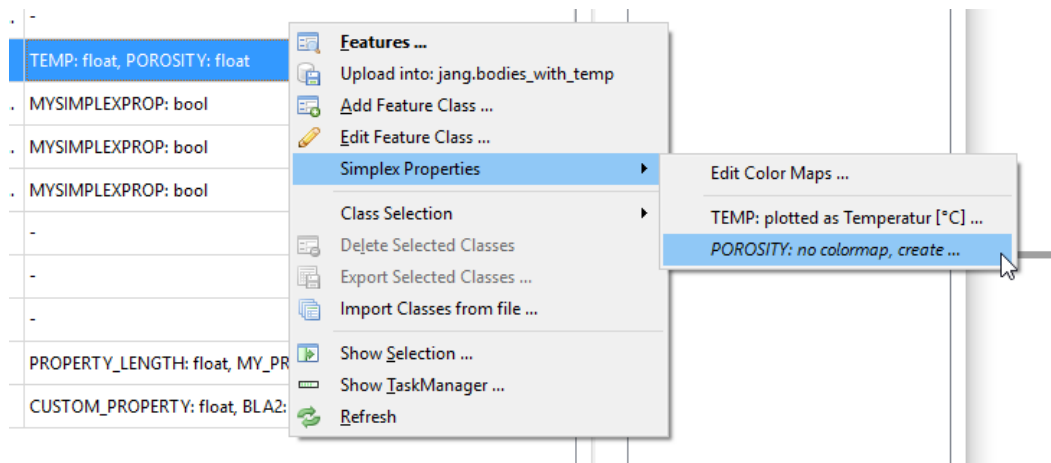 . -
TEMP: float, POROSITY: float
. MYSIMPLEXPROP: bool
. MYSIMPLEXPROP: bool
. MYSIMPLEXPROP: bool
-
-
-
PROPERTY_LENGTH: float, MY_PR
CUSTOM_PROPERTY: float, BLA2:
Features ...
Upload into: jang.bodies_with_temp
Add Feature Class ...
Edit Feature Class ...
Simplex Properties
Class Selection
Delete Selected Classes
Export Selected Classes ...
Import Classes from file ...
Show Selection ...
Show TaskManager ...
Refresh
Edit Color Maps ...
TEMP: plotted as Temperatur [°C] ...
POROSITY: no colormap, create ...